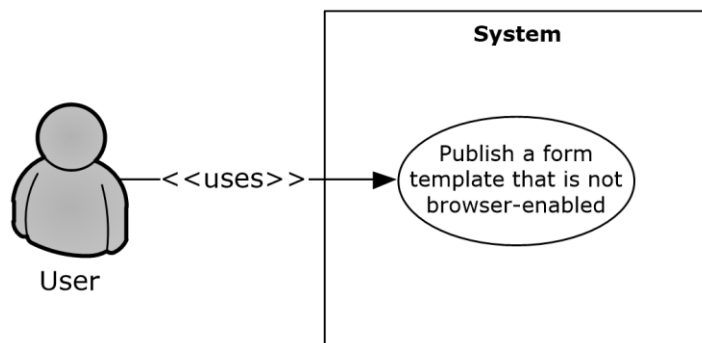 System
<<uses>>
Publish a form
template that is not
browser-enabled
User